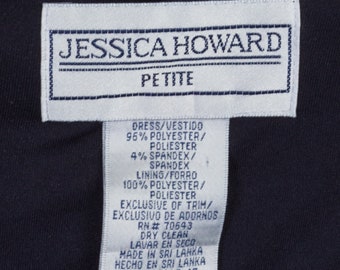 JESSICA HOWARD
PETITE
DRESS/VESTIDO
96% POLYESTER/
POLIESTER
4% SPANDEX/
SPANDEX
LINING/FORRO
100% POLYESTER/
POLIESTER
EXCLUSIVE OF TRIM/
EXCLUSIVO DE ADORNOS
RN# 70643
DRY CLEAN
LAVAR EN SECO
MADE IN SRI LANKA
HECHO EN SRI LANKA